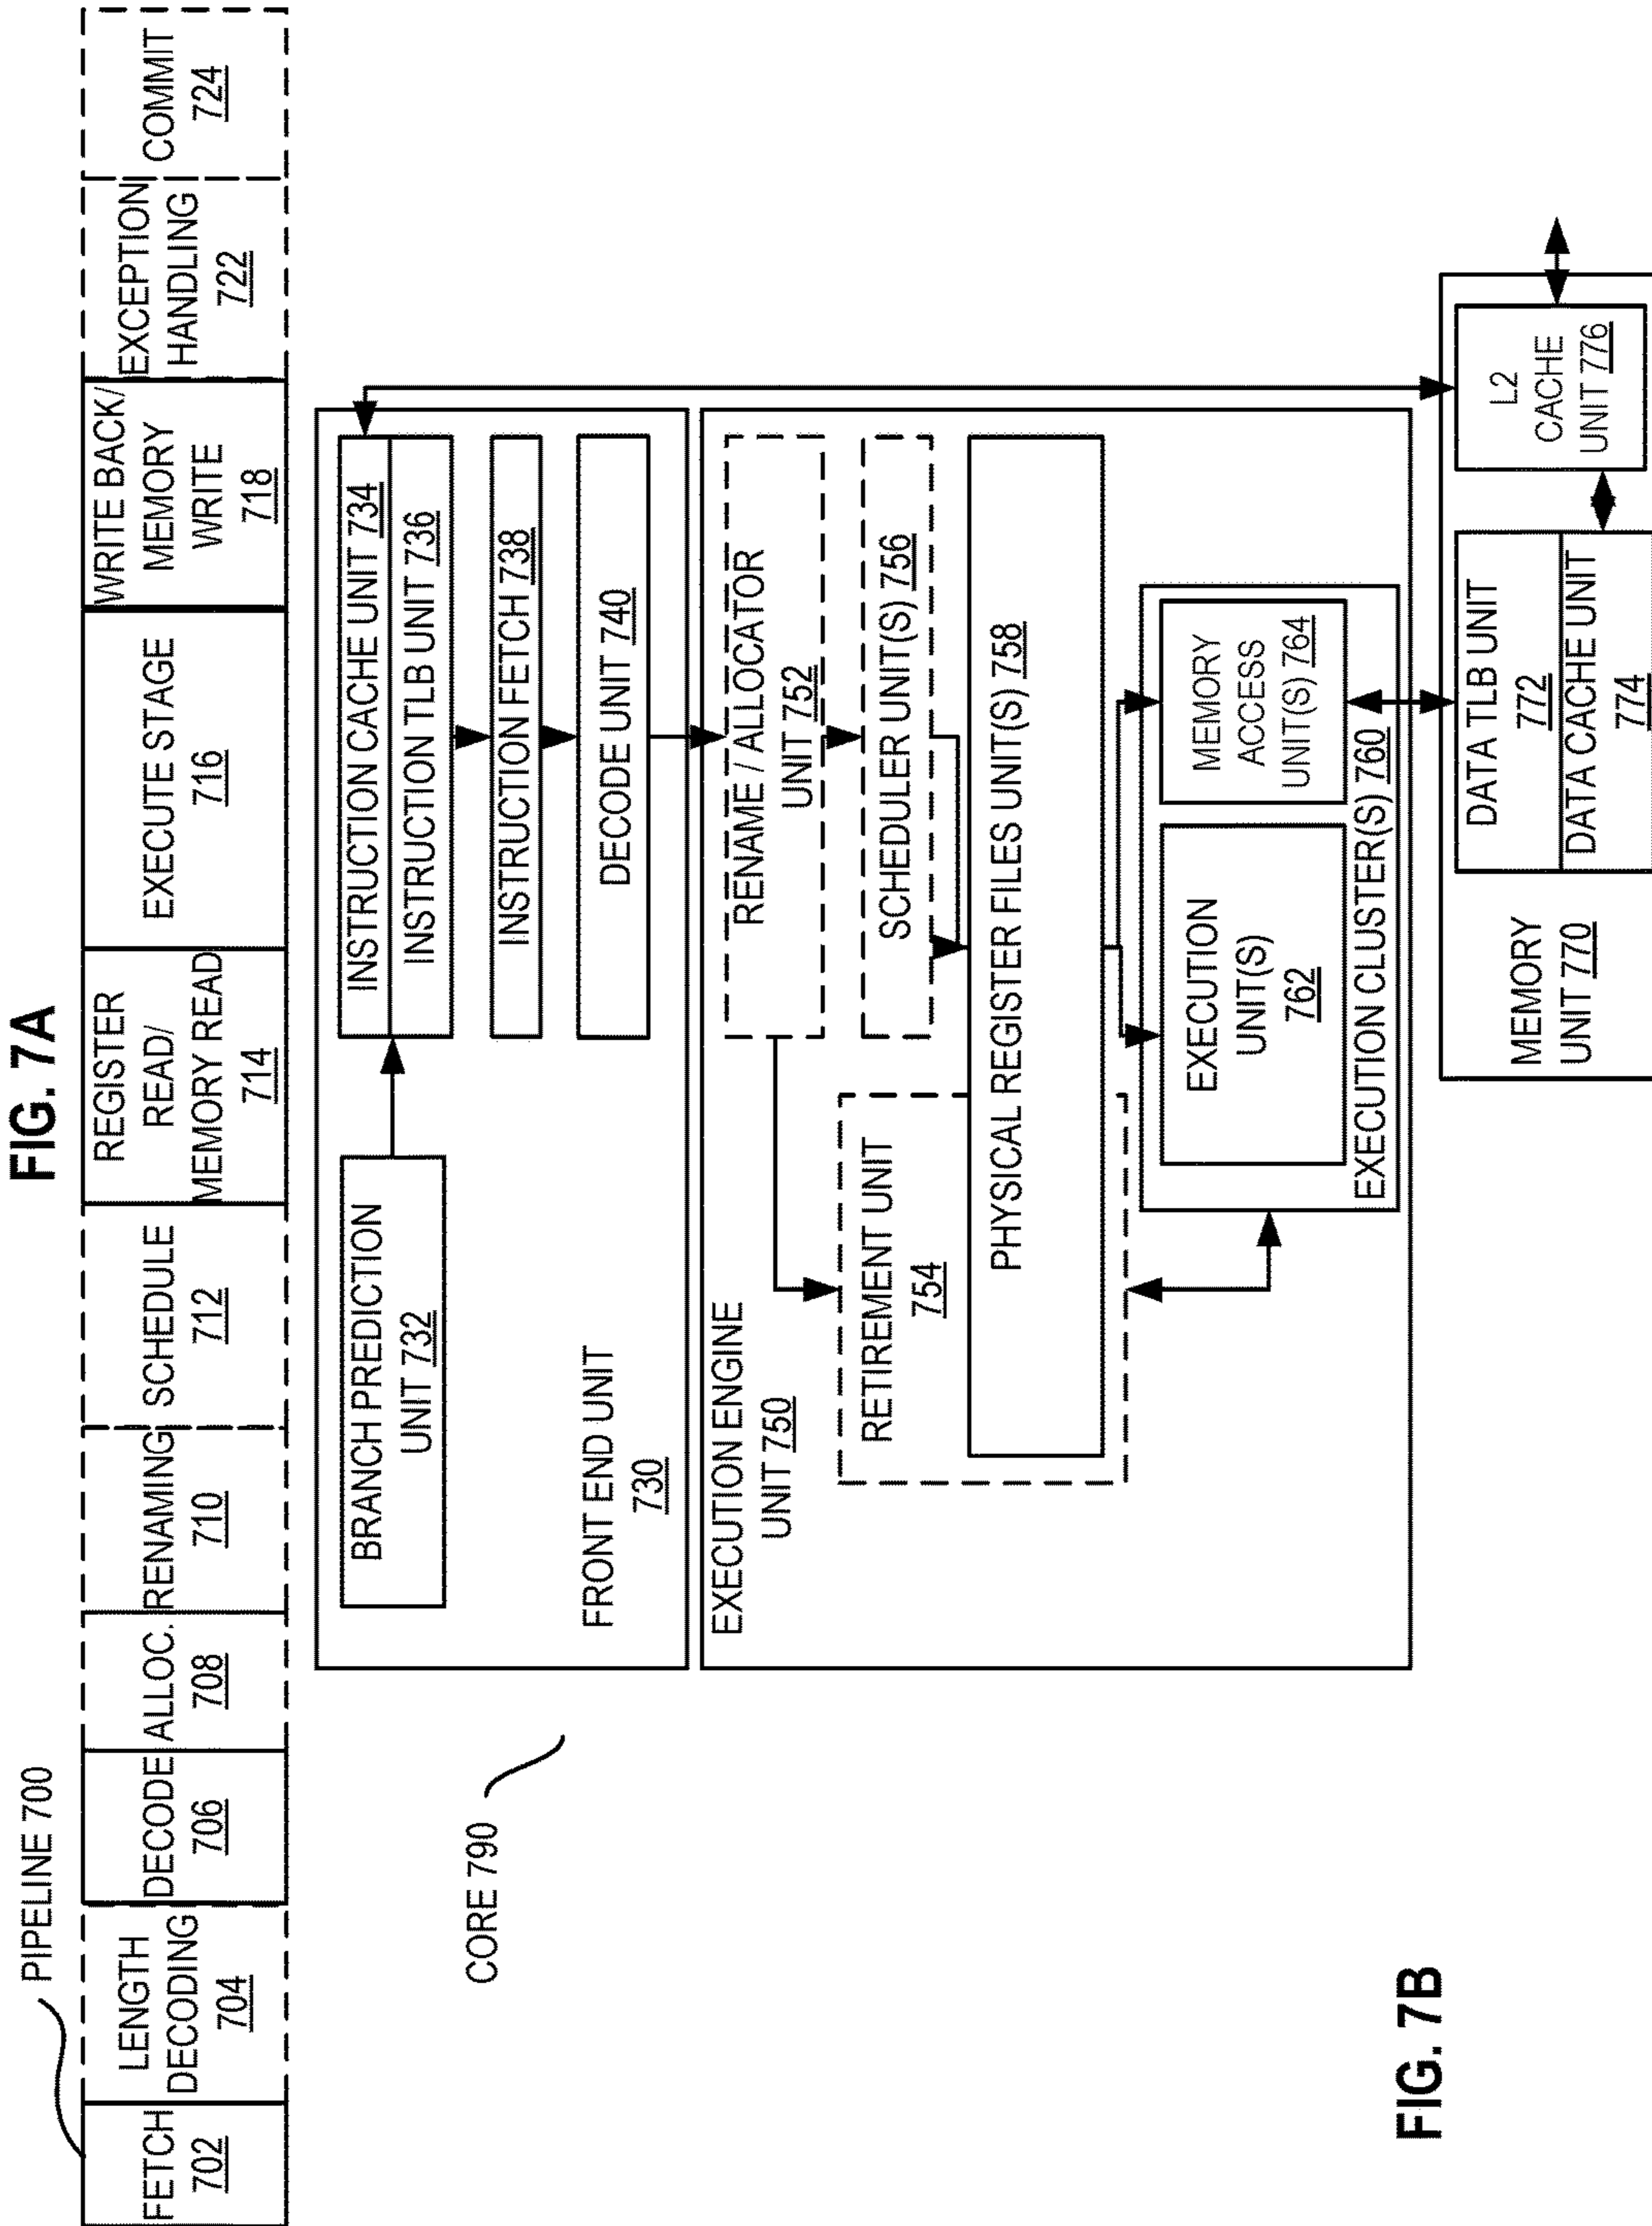 FIG. 7A
PIPELINE 700
FETCH
702
LENGTH
DECODING
704
DECODE
706
ALLOC.
708
RENAMING
710
SCHEDULE
712
REGISTER
READ/
MEMORY READ
714
EXECUTE STAGE
716
WRITE BACK/
MEMORY
WRITE
718
EXCEPTION
HANDLING
722
COMMIT
724
CORE 790
BRANCH PREDICTION
UNIT 732
INSTRUCTION CACHE UNIT 734
INSTRUCTION TLB UNIT 736
INSTRUCTION FETCH 738
DECODE UNIT 740
FRONT END UNIT
730
EXECUTION ENGINE
UNIT 750
RENAME / ALLOCATOR
UNIT 752
SCHEDULER UNIT(S) 756
RETIREMENT UNIT
754
PHYSICAL REGISTER FILES UNIT(S) 758
EXECUTION
UNIT(S)
762
MEMORY
ACCESS
UNIT(S) 764
EXECUTION CLUSTER(S) 760
MEMORY
UNIT 770
DATA TLB UNIT
772
DATA CACHE UNIT
774
L2
CACHE
UNIT 776
FIG. 7B